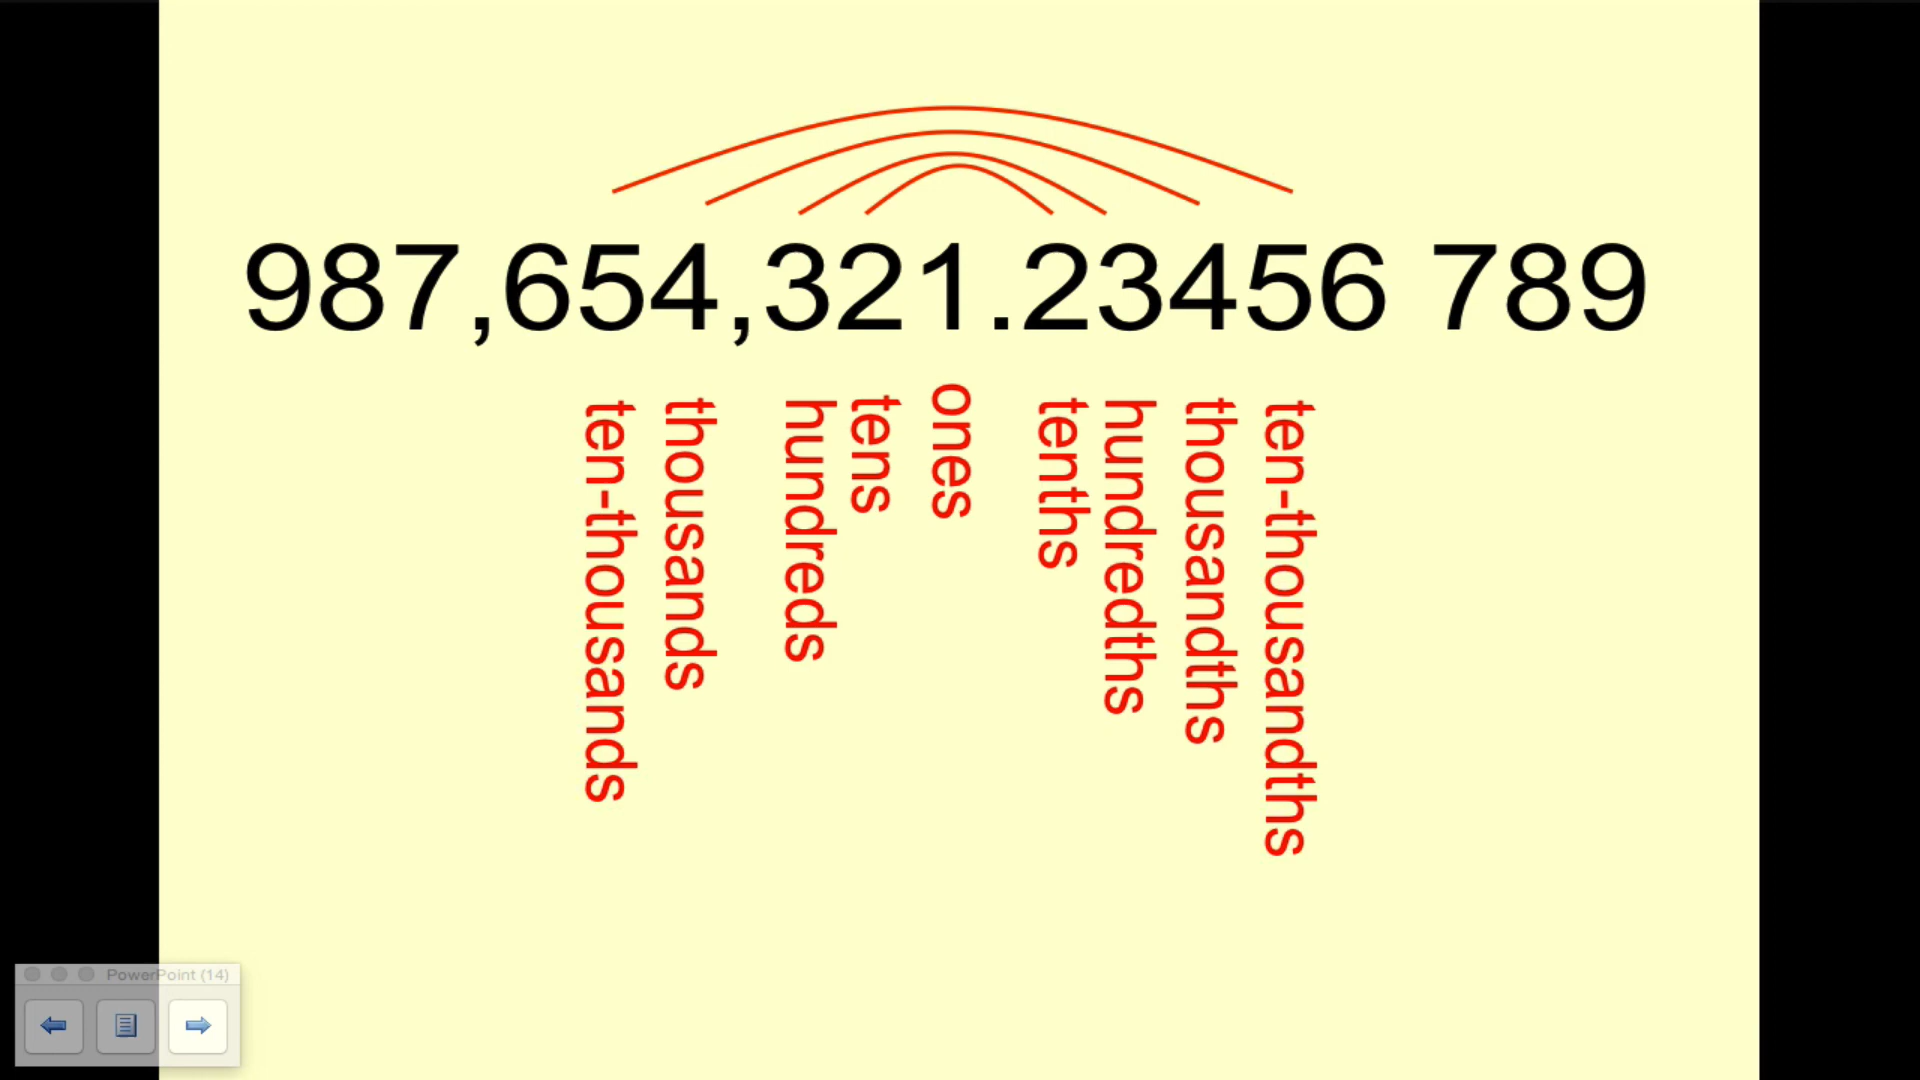 987,654,321.23456 789
ten-thousands
thousands
hundreds
tens
ones
tenths
hundredths
thousandths
ten-thousandths
PowerPoint (14)